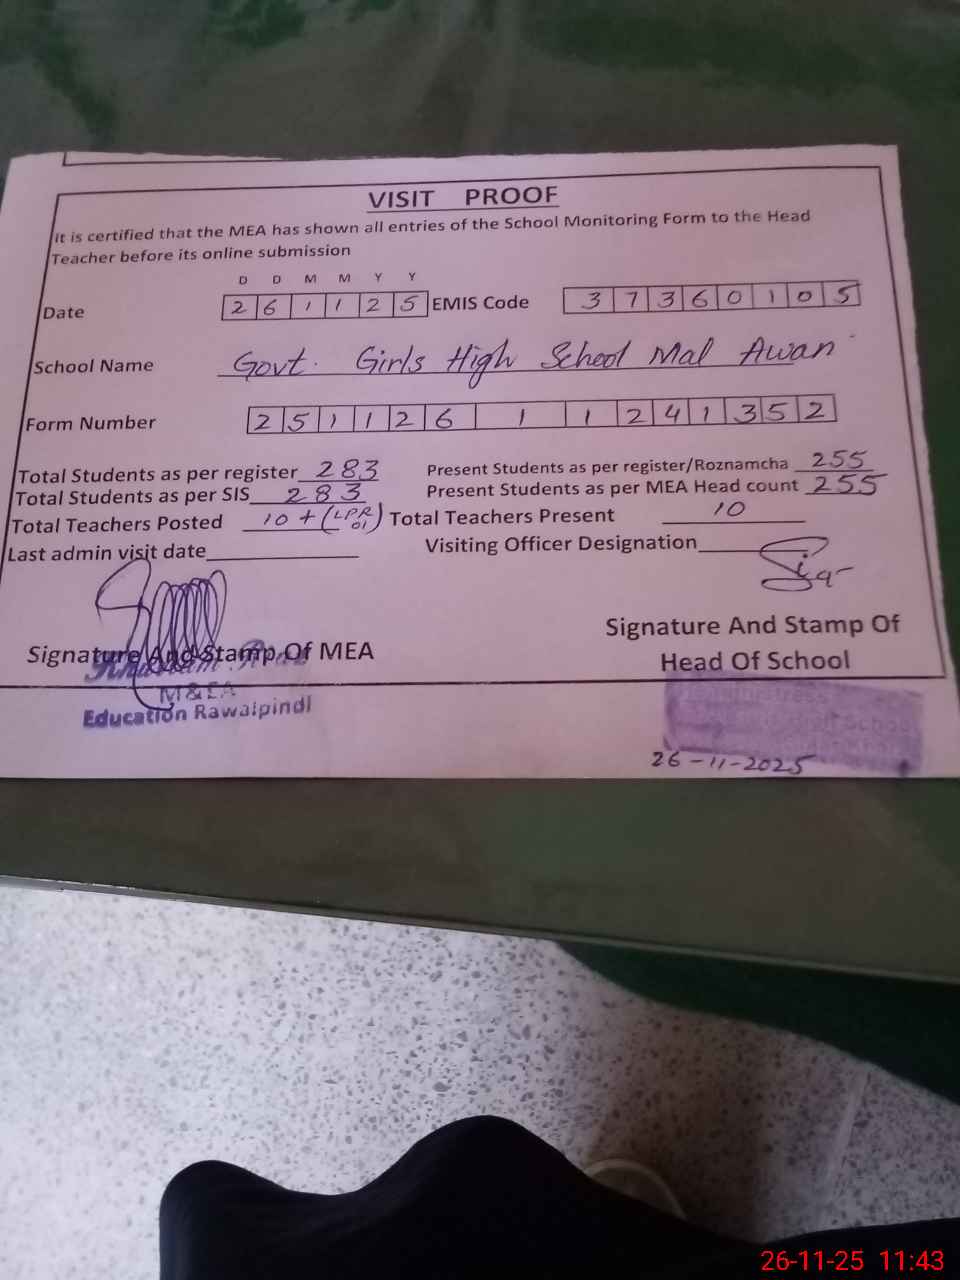 VISIT PROOF
It is certified that the MEA has shown all entries of the School Monitoring Form to the Head
Teacher before its online submission
D D M M Y Y
Date 2 6 1 1 2 5 EMIS Code 3 7 3 6 0 1 0 5
School Name Govt. Girls High School Mal Awan
Form Number 2 5 1 1 2 6 1 1 2 4 1 3 5 2
Total Students as per register 283 Present Students as per register/Roznamcha 255
Total Students as per SIS 283 Present Students as per MEA Head count 255
Total Teachers Posted 10 + (LPR 01) Total Teachers Present 10
Last admin visit date Visiting Officer Designation
Signature And Stamp Of MEA
Signature And Stamp Of
Head Of School
M&EA
Education Rawalpindi
Headmistress
High School
26-11-2025
26-11-25 11:43